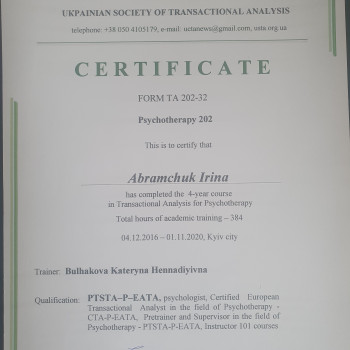 UKPAINIAN SOCIETY OF TRANSACTIONAL ANALYSIS
telephone: +38 050 4105179, e-mail: uctanews@gmail.com, usta.org.ua
CERTIFICATE
FORM TA 202-32
Psychotherapy 202
This is to certify that
Abramchuk Irina
has completed the 4-year course
in Transactional Analysis for Psychotherapy
Total hours of academic training – 384
04.12.2016 – 01.11.2020, Kyiv city
Trainer: Bulhakova Kateryna Hennadiyivna
Qualification: PTSTA–P–EATA, psychologist, Certified European
Transactional Analyst in the field of Psychotherapy -
CTA-P-EATA, Pretrainer and Supervisor in the field of
Psychotherapy - PTSTA-P-EATA, Instructor 101 courses